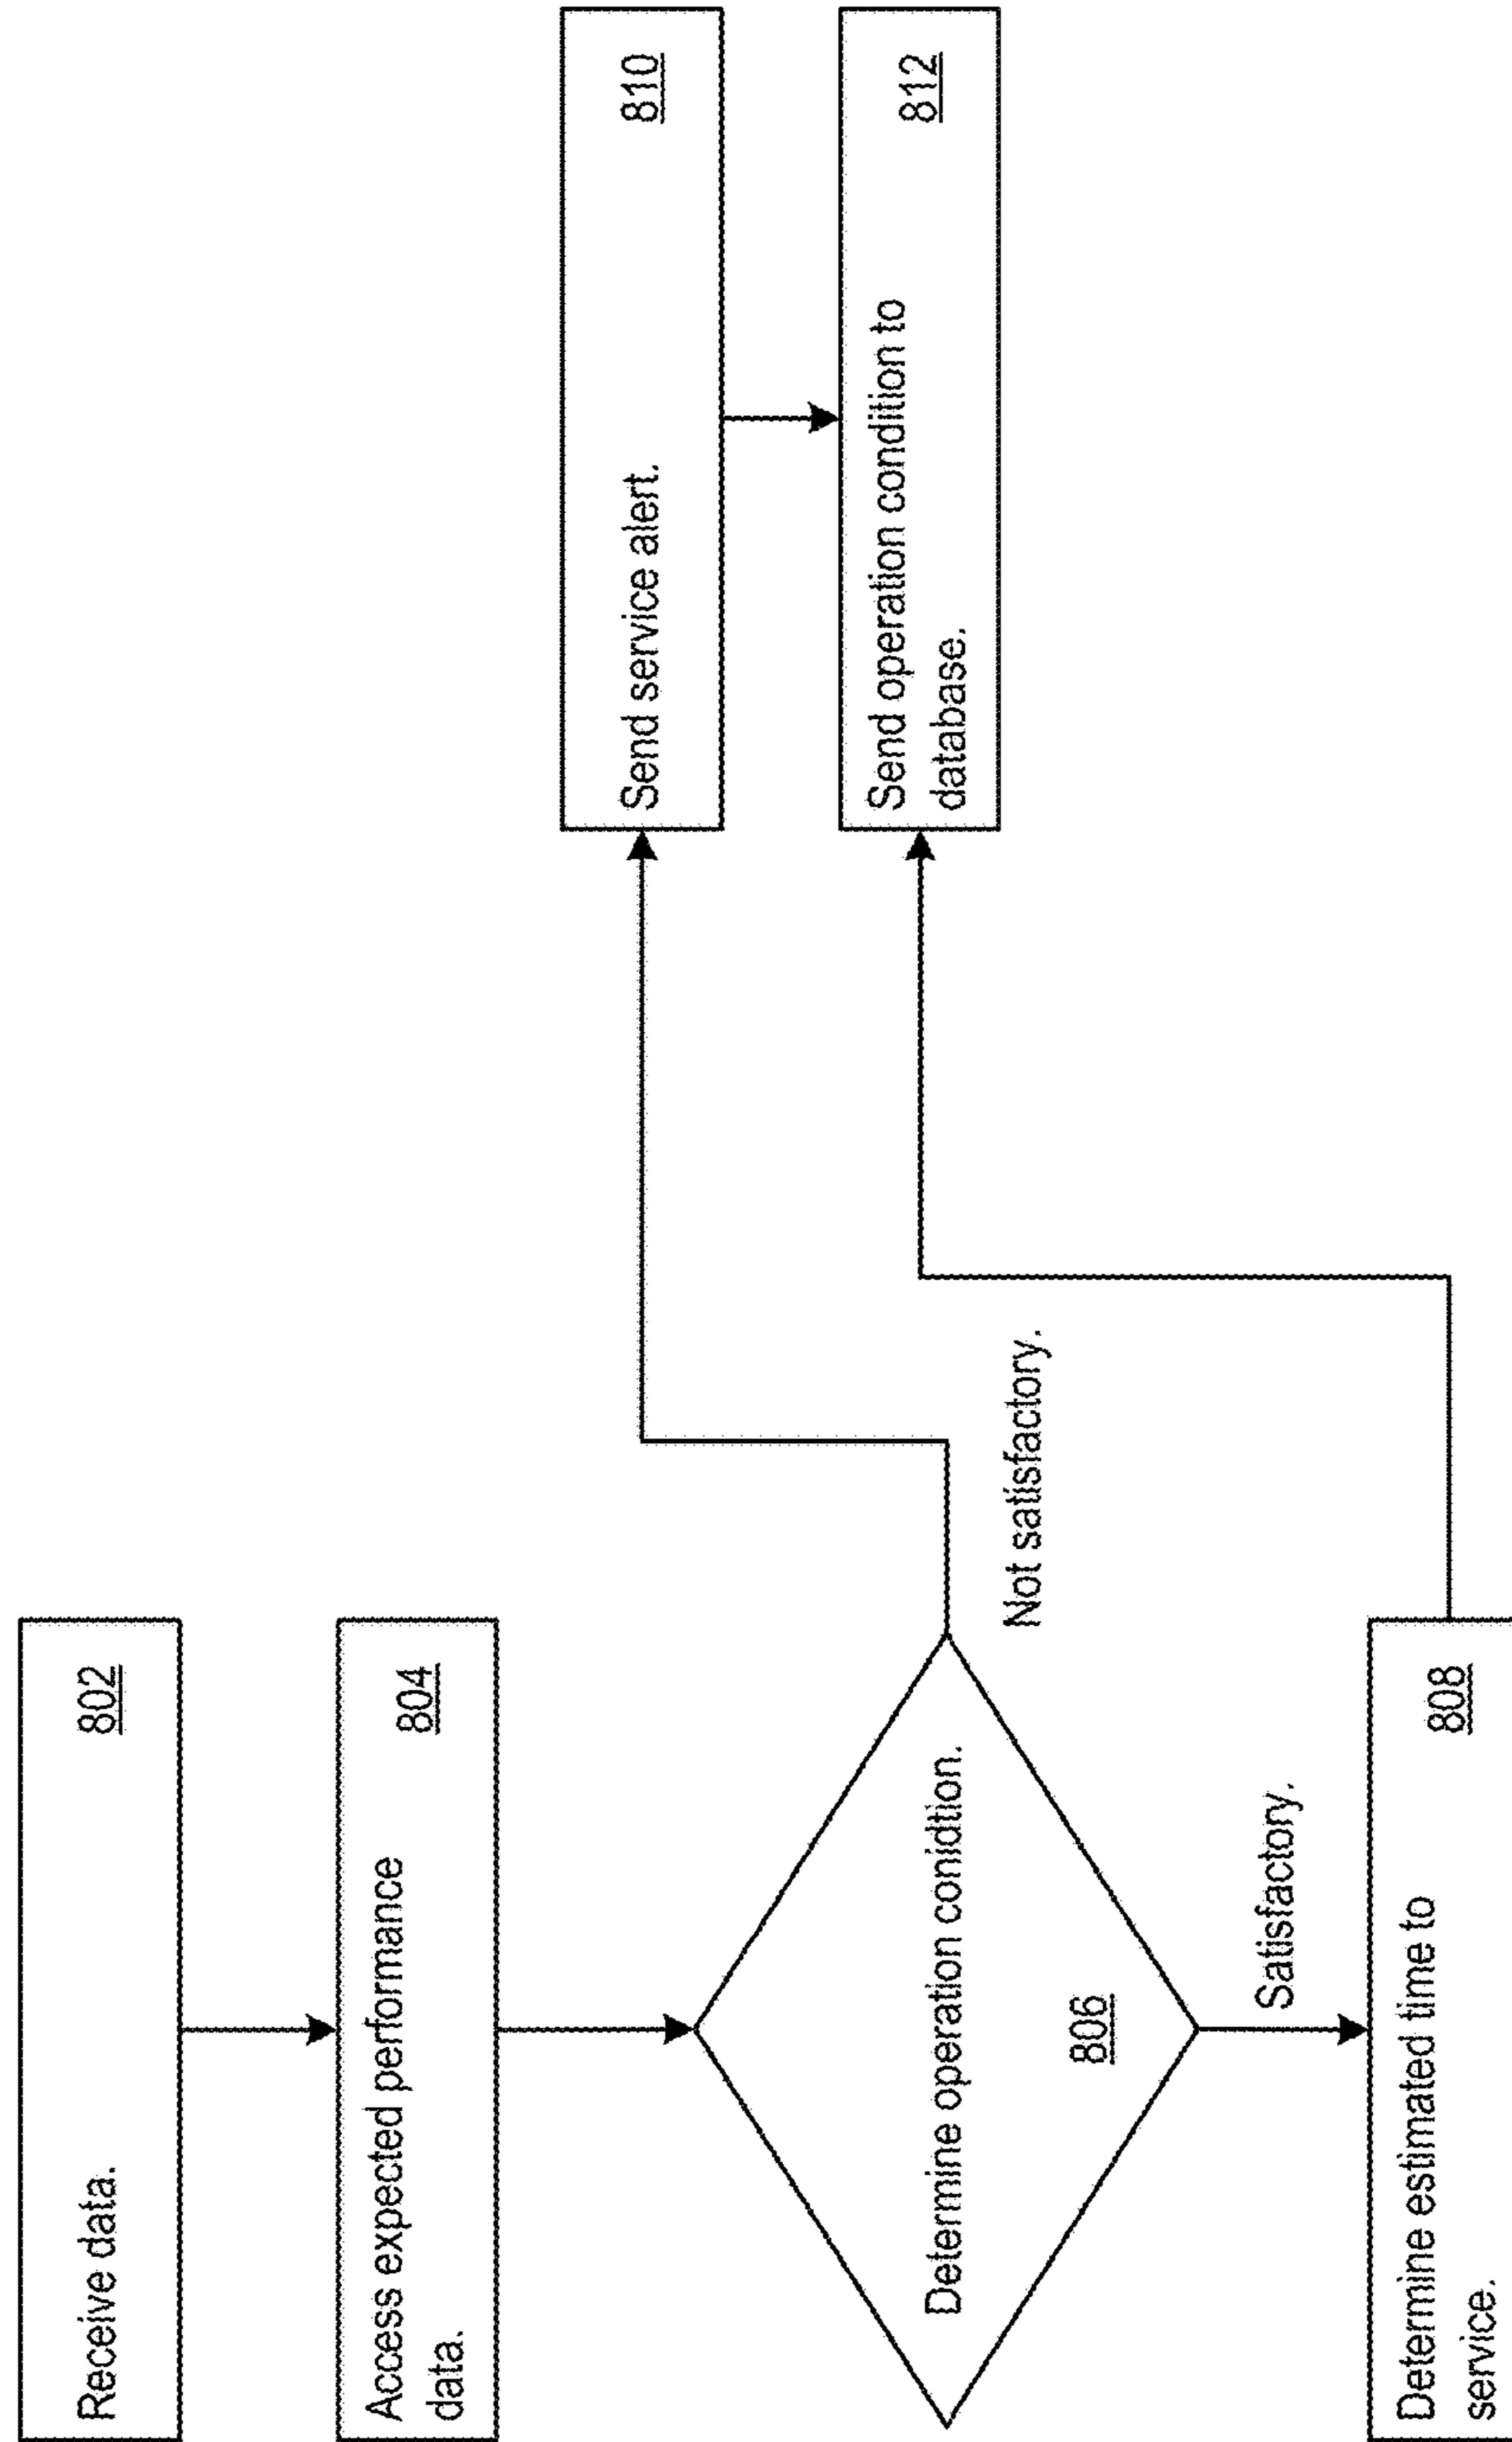 Receive data.
802
Access expected performance
data.
804
Determine operation conidtion.
806
Satisfactory.
Not satisfactory.
Determine estimated time to
service.
808
Send service alert.
810
Send operation condition to
database.
812